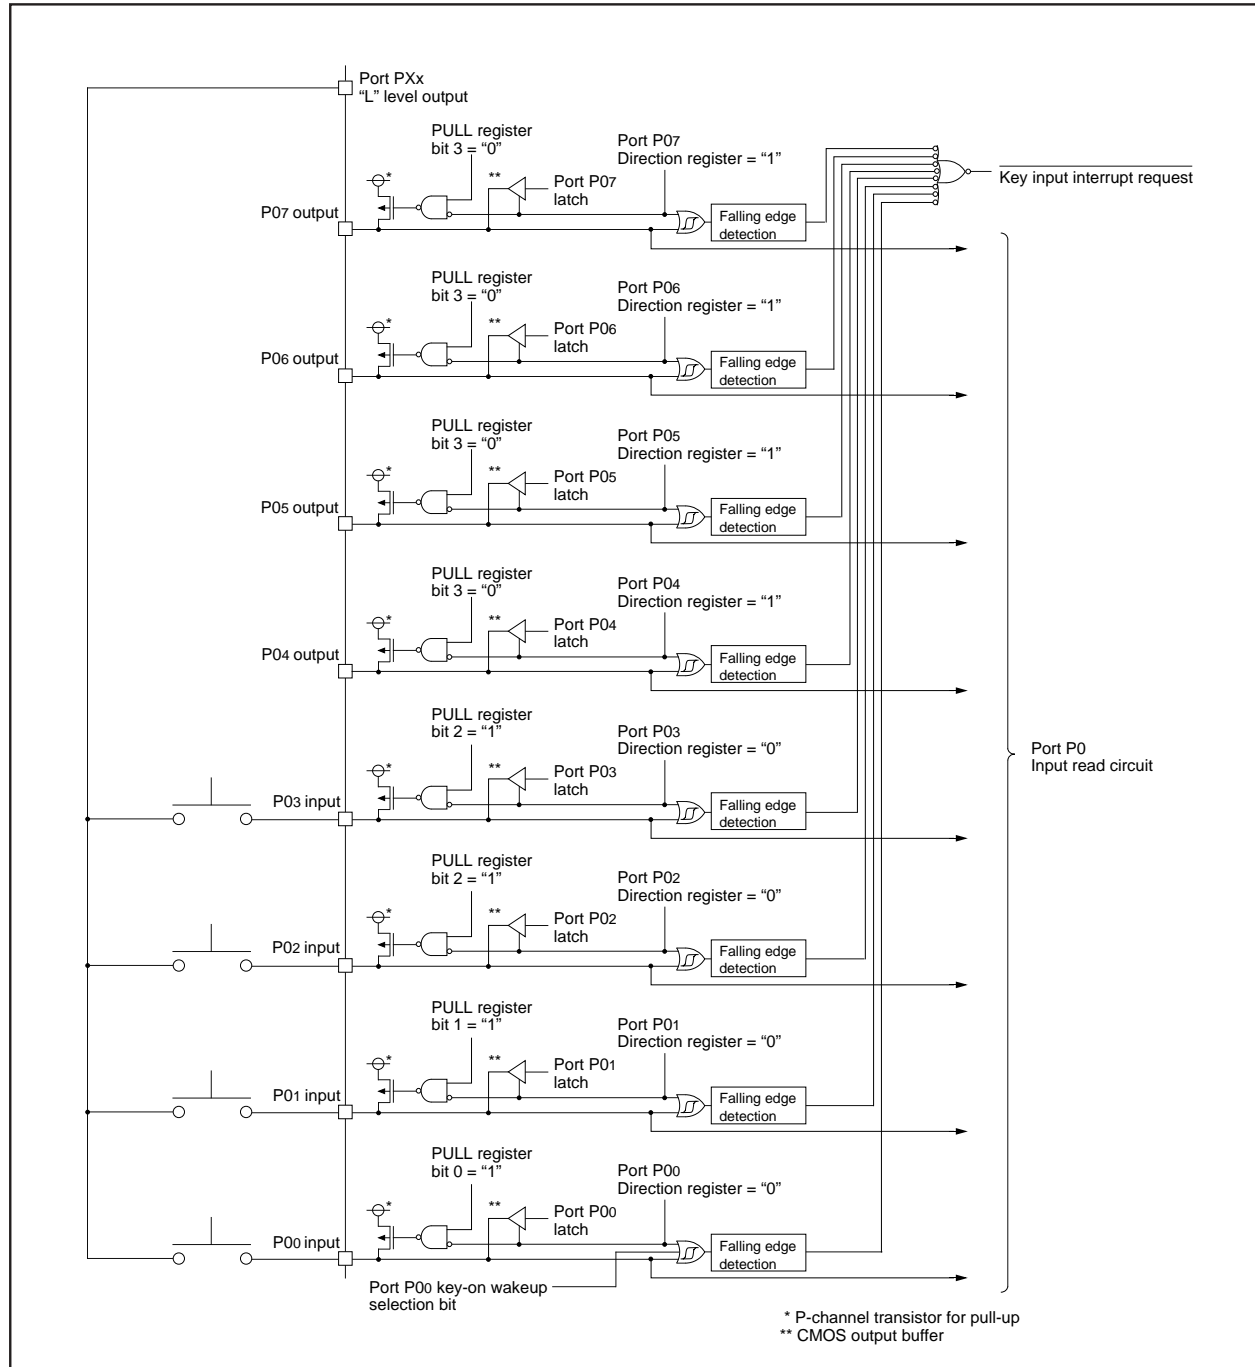 Port PXx
“L” level output
PULL register
bit 3 = “0”
Port P07
Direction register = “1”
*
**
Port P07
latch
Key input interrupt request
P07 output
Falling edge
detection
PULL register
bit 3 = “0”
Port P06
Direction register = “1”
*
**
Port P06
latch
P06 output
Falling edge
detection
PULL register
bit 3 = “0”
Port P05
Direction register = “1”
*
**
Port P05
latch
P05 output
Falling edge
detection
PULL register
bit 3 = “0”
Port P04
Direction register = “1”
*
**
Port P04
latch
P04 output
Falling edge
detection
PULL register
bit 2 = “1”
Port P03
Direction register = “0”
*
**
Port P03
latch
Port P0
Input read circuit
P03 input
Falling edge
detection
PULL register
bit 2 = “1”
Port P02
Direction register = “0”
*
**
Port P02
latch
P02 input
Falling edge
detection
PULL register
bit 1 = “1”
Port P01
Direction register = “0”
*
**
Port P01
latch
P01 input
Falling edge
detection
PULL register
bit 0 = “1”
Port P00
Direction register = “0”
*
**
Port P00
latch
P00 input
Falling edge
detection
Port P00 key-on wakeup
selection bit
* P-channel transistor for pull-up
** CMOS output buffer